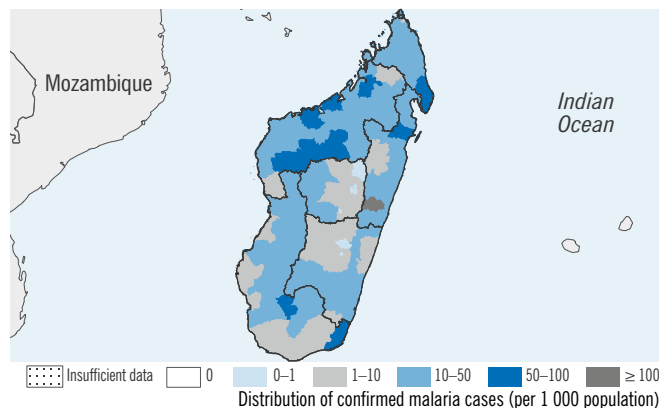 Mozambique
Indian
Ocean
Insufficient data 0 0–1 1–10 10–50 50–100 ≥ 100
Distribution of confirmed malaria cases (per 1 000 population)